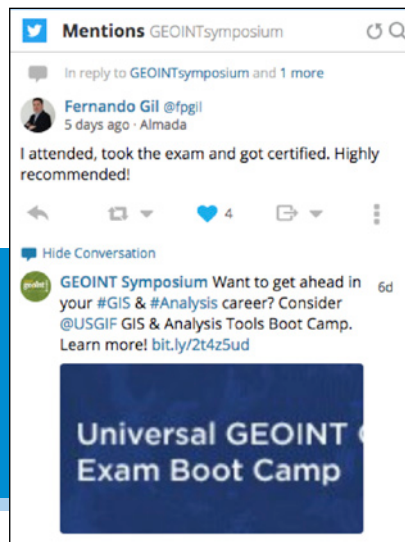 Mentions GEOINTsymposium
In reply to GEOINTsymposium and 1 more
Fernando Gil @fpgil
5 days ago · Almada
I attended, took the exam and got certified. Highly
recommended!
4
Hide Conversation
GEOINT Symposium Want to get ahead in 6d
your #GIS & #Analysis career? Consider
@USGIF GIS & Analysis Tools Boot Camp.
Learn more! bit.ly/2t4z5ud
Universal GEOINT
Exam Boot Camp